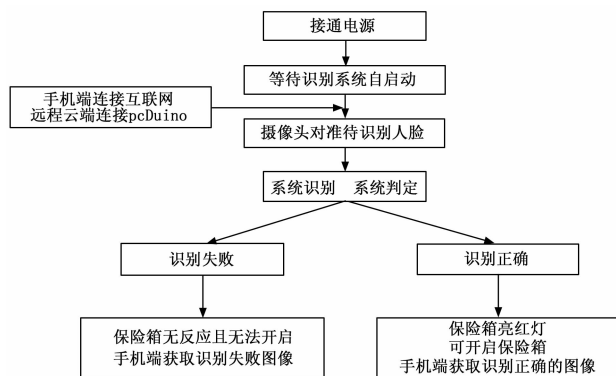 接通电源
等待识别系统自启动
手机端连接互联网
远程云端连接pcDuino
摄像头对准待识别人脸
系统识别 系统判定
识别失败
识别正确
保险箱无反应且无法开启
手机端获取识别失败图像
保险箱亮红灯
可开启保险箱
手机端获取识别正确的图像